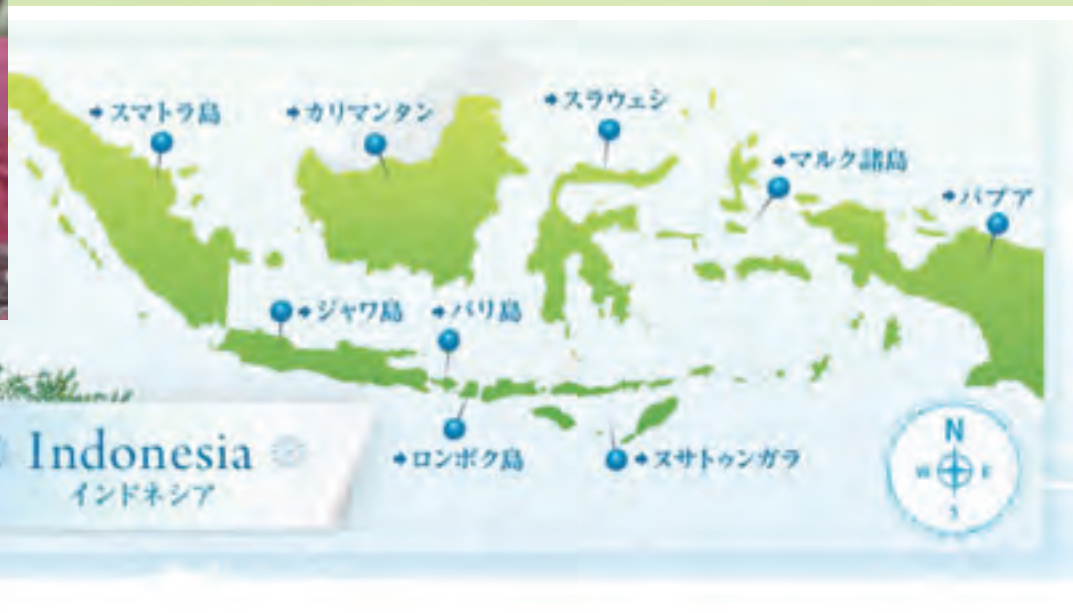 スマトラ島
カリマンタン
スラウェシ
マルク諸島
パプア
ジャワ島
バリ島
ロンボク島
スサトゥンガラ
Indonesia
インドネシア
N
W E
S